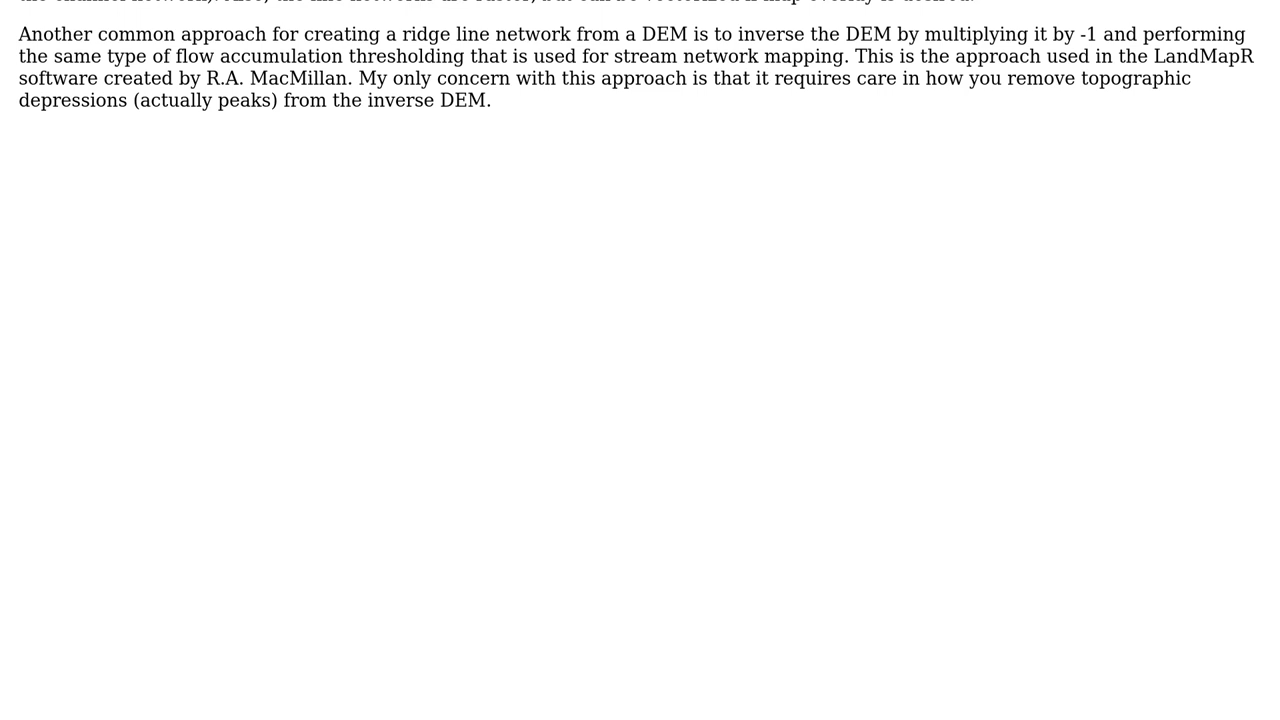 Another common approach for creating a ridge line network from a DEM is to inverse the DEM by multiplying it by -1 and performing
the same type of flow accumulation thresholding that is used for stream network mapping. This is the approach used in the LandMapR
software created by R.A. MacMillan. My only concern with this approach is that it requires care in how you remove topographic
depressions (actually peaks) from the inverse DEM.